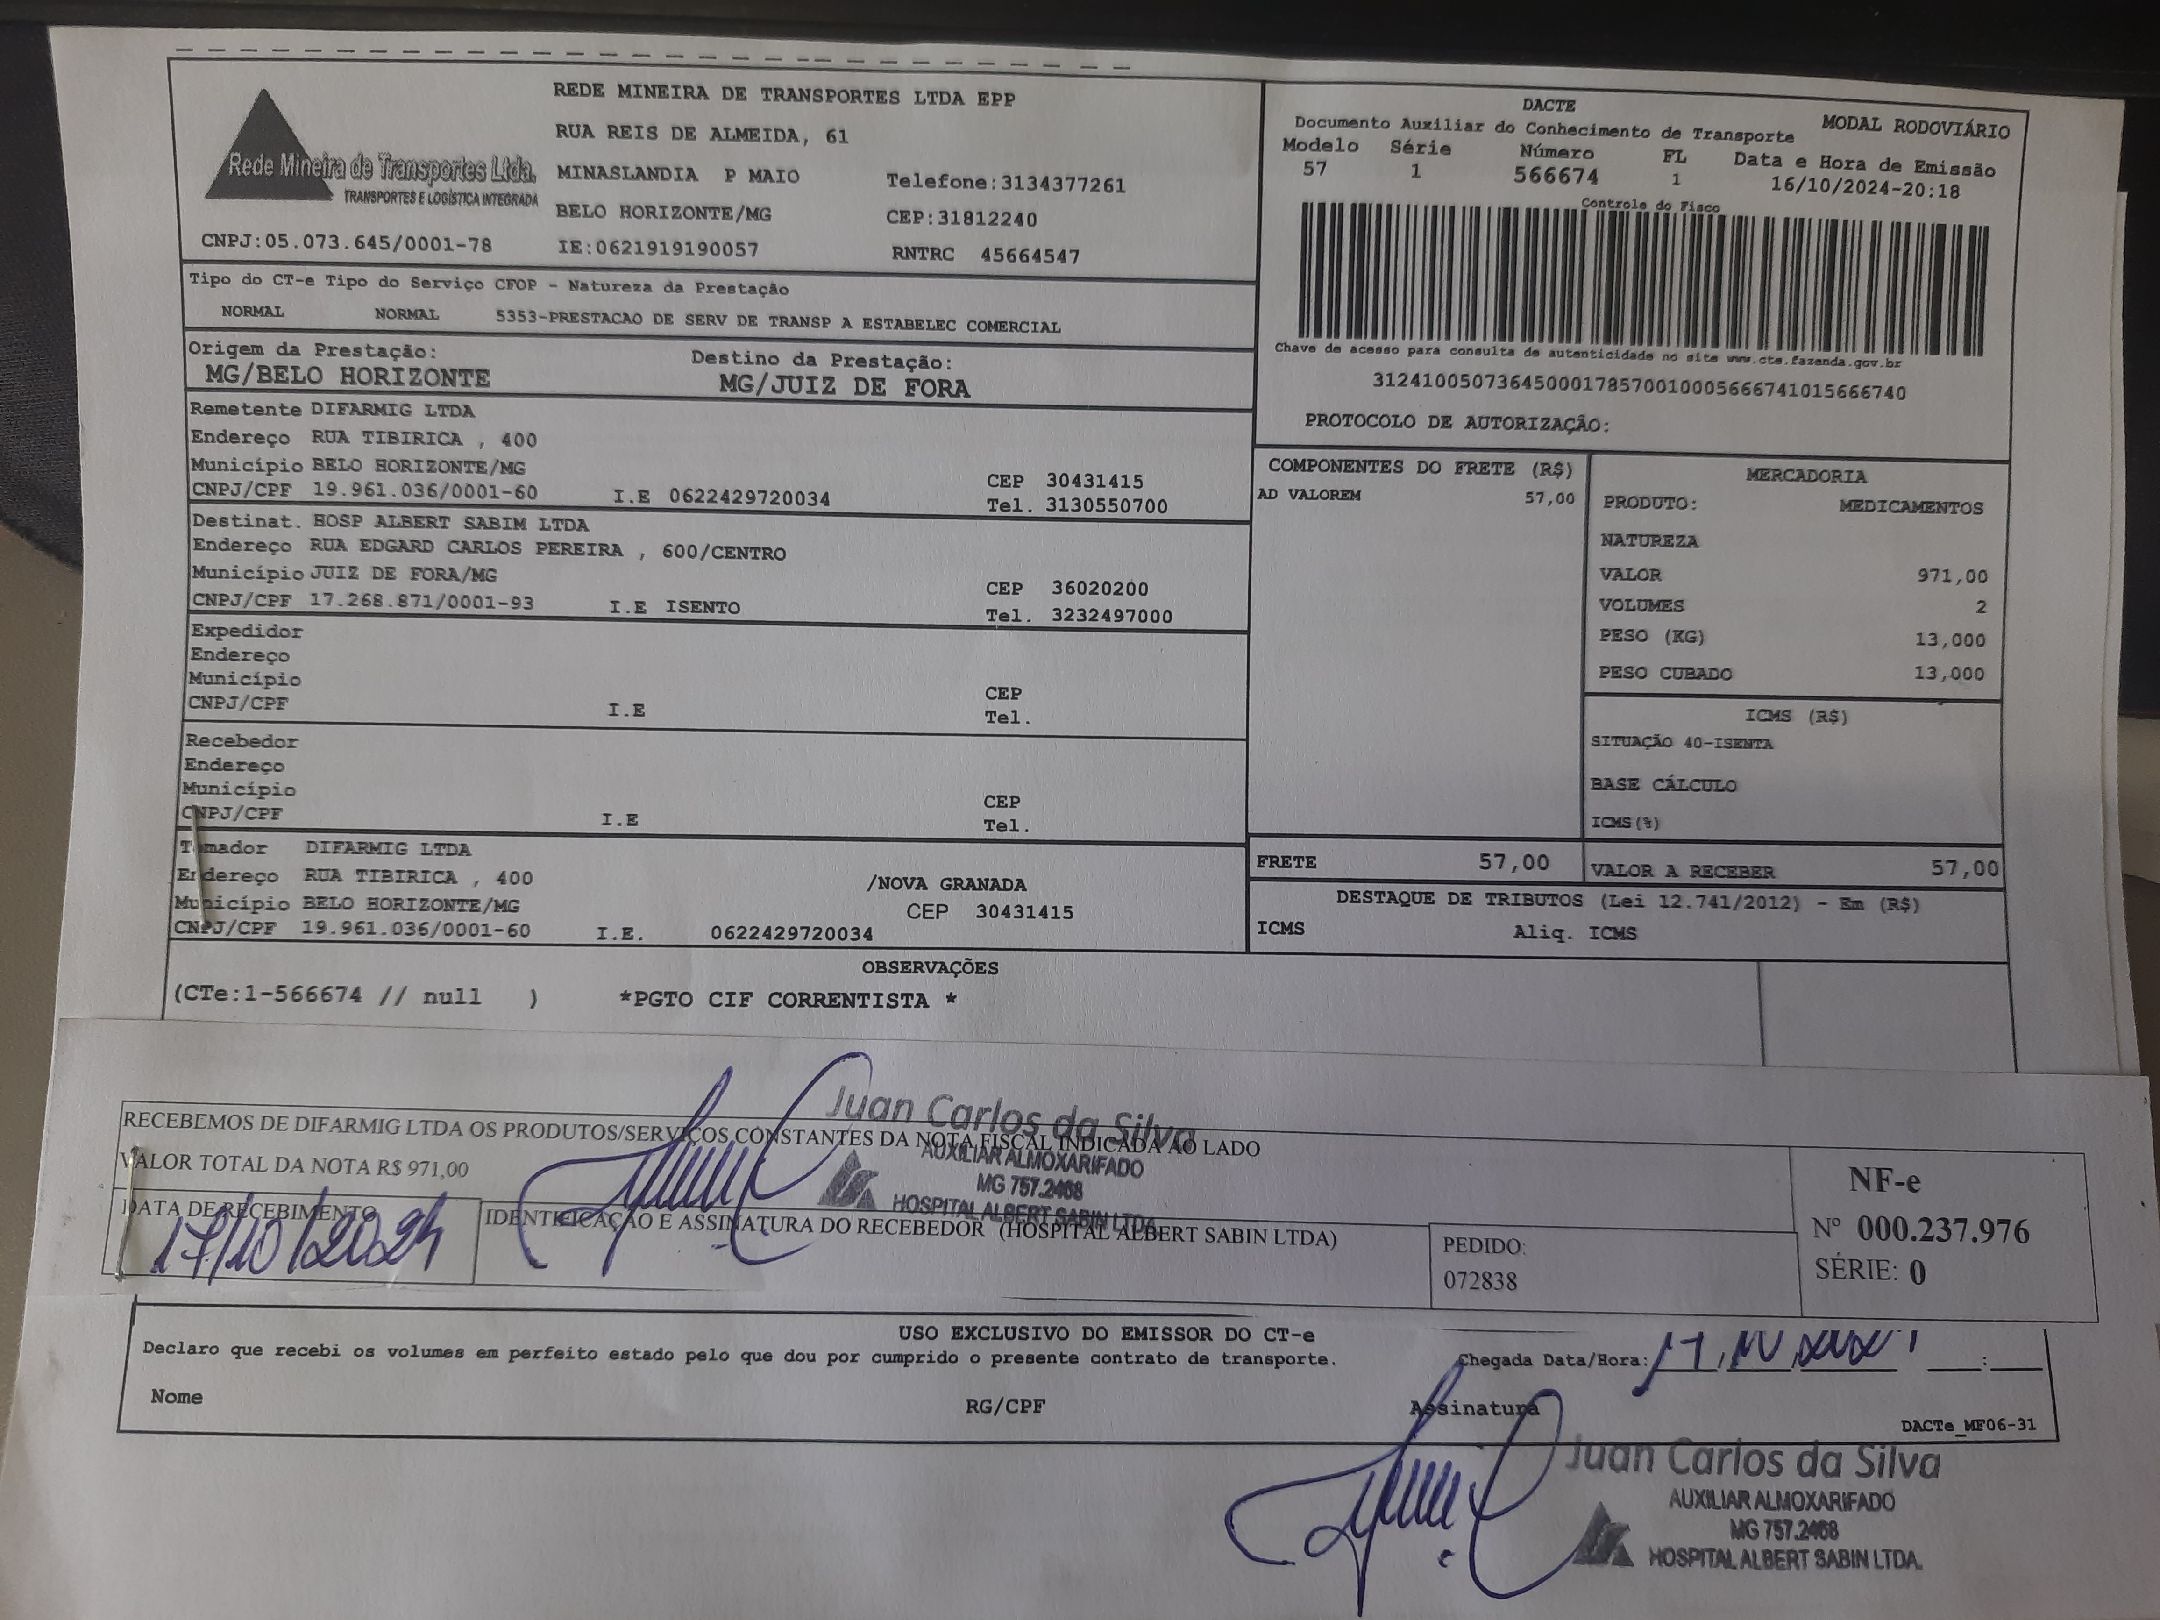 REDE MINEIRA DE TRANSPORTES LTDA EPP
RUA REIS DE ALMEIDA, 61
Rede Mineira de Transportes Ltda.
TRANSPORTES E LOGÍSTICA INTEGRADA
MINASLANDIA P MAIO Telefone:3134377261
BELO HORIZONTE/MG CEP:31812240
CNPJ:05.073.645/0001-78 IE:0621919190057 RNTRC 45664547
DACTE
Documento Auxiliar do Conhecimento de Transporte MODAL RODOVIÁRIO
Modelo Série Número FL Data e Hora de Emissão
57 1 566674 1 16/10/2024-20:18
Controle do Fisco
Chave de acesso para consulta de autenticidade no site www.cte.fazenda.gov.br
31241005073645000178570010005666741015666740
PROTOCOLO DE AUTORIZAÇÃO:
Tipo do CT-e Tipo do Serviço CFOP - Natureza da Prestação
NORMAL NORMAL 5353-PRESTACAO DE SERV DE TRANSP A ESTABELEC COMERCIAL
Origem da Prestação: Destino da Prestação:
MG/BELO HORIZONTE MG/JUIZ DE FORA
Remetente DIFARMIG LTDA
Endereço RUA TIBIRICA , 400
Município BELO HORIZONTE/MG CEP 30431415
CNPJ/CPF 19.961.036/0001-60 I.E 0622429720034 Tel. 3130550700
Destinat. HOSP ALBERT SABIM LTDA
Endereço RUA EDGARD CARLOS PEREIRA , 600/CENTRO
Município JUIZ DE FORA/MG CEP 36020200
CNPJ/CPF 17.268.871/0001-93 I.E ISENTO Tel. 3232497000
Expedidor
Endereço
Município CEP
CNPJ/CPF I.E Tel.
Recebedor
Endereço
Município CEP
CNPJ/CPF I.E Tel.
Tomador DIFARMIG LTDA
Endereço RUA TIBIRICA , 400 /NOVA GRANADA
Município BELO HORIZONTE/MG CEP 30431415
CNPJ/CPF 19.961.036/0001-60 I.E. 0622429720034
COMPONENTES DO FRETE (R$)
AD VALOREM 57,00
MERCADORIA
PRODUTO: MEDICAMENTOS
NATUREZA
VALOR 971,00
VOLUMES 2
PESO (KG) 13,000
PESO CUBADO 13,000
ICMS (R$)
SITUAÇÃO 40-ISENTA
BASE CÁLCULO
ICMS(%)
FRETE 57,00 VALOR A RECEBER 57,00
DESTAQUE DE TRIBUTOS (Lei 12.741/2012) - Em (R$)
ICMS Aliq. ICMS
OBSERVAÇÕES
(CTe:1-566674 // null ) *PGTO CIF CORRENTISTA *
RECEBEMOS DE DIFARMIG LTDA OS PRODUTOS/SERVIÇOS CONSTANTES DA NOTA FISCAL INDICADA AO LADO
VALOR TOTAL DA NOTA R$ 971,00
Juan Carlos da Silva
AUXILIAR ALMOXARIFADO
MG 757.2468
HOSPITAL ALBERT SABIN LTDA.
DATA DE RECEBIMENTO
17/10/2024
IDENTIFICAÇÃO E ASSINATURA DO RECEBEDOR (HOSPITAL ALBERT SABIN LTDA)
PEDIDO:
072838
NF-e
Nº 000.237.976
SÉRIE: 0
USO EXCLUSIVO DO EMISSOR DO CT-e
Declaro que recebi os volumes em perfeito estado pelo que dou por cumprido o presente contrato de transporte. Chegada Data/Hora:
Nome RG/CPF Assinatura
DACTe_MF06-31
Juan Carlos da Silva
AUXILIAR ALMOXARIFADO
MG 757.2468
HOSPITAL ALBERT SABIN LTDA.